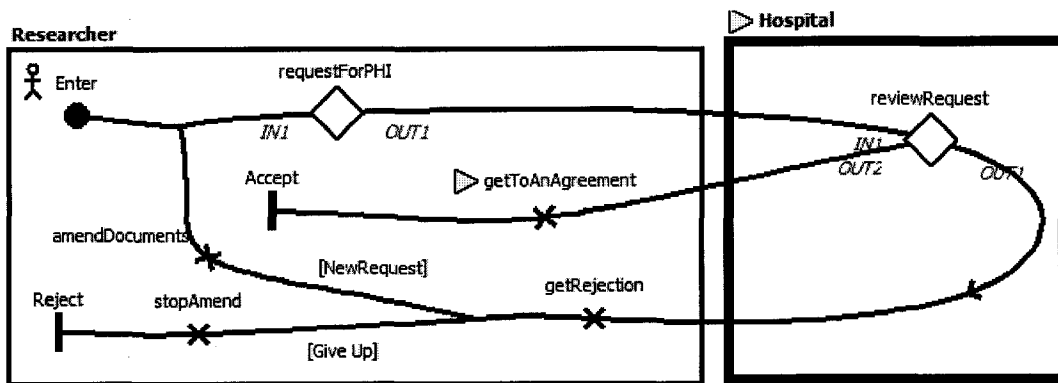 Hospital
Researcher
requestForPHI
Enter
reviewRequest
IN1
OUT1
IN1
OUT2
OUT1
Accept
getToAnAgreement
amendDocuments
[NewRequest]
Reject
stopAmend
getRejection
[Give Up]